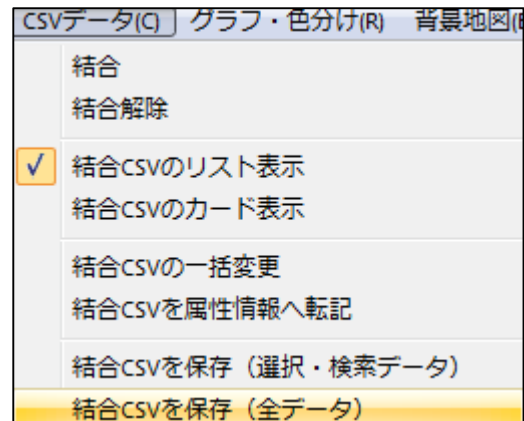 CSVデータ(C) グラフ・色分け(R) 背景地図(
結合
結合解除
結合CSVのリスト表示
結合CSVのカード表示
結合CSVの一括変更
結合CSVを属性情報へ転記
結合CSVを保存（選択・検索データ）
結合CSVを保存（全データ）